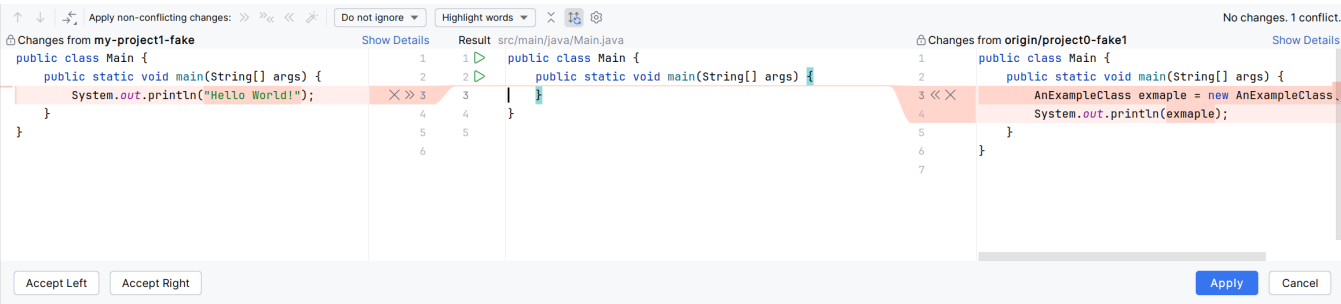 Apply non-conflicting changes: Do not ignore Highlight words No changes. 1 conflict.
Changes from my-project1-fake Show Details Result src/main/java/Main.java Changes from origin/project0-fake1 Show Details
public class Main {
public static void main(String[] args) {
System.out.println("Hello World!");
}
}
1
2
3
4
5
6
1
2
3
4
5
public class Main {
public static void main(String[] args) {
}
}
1
2
3
4
5
6
7
public class Main {
public static void main(String[] args) {
AnExampleClass exmaple = new AnExampleClass
System.out.println(exmaple);
}
}
Accept Left Accept Right Apply Cancel